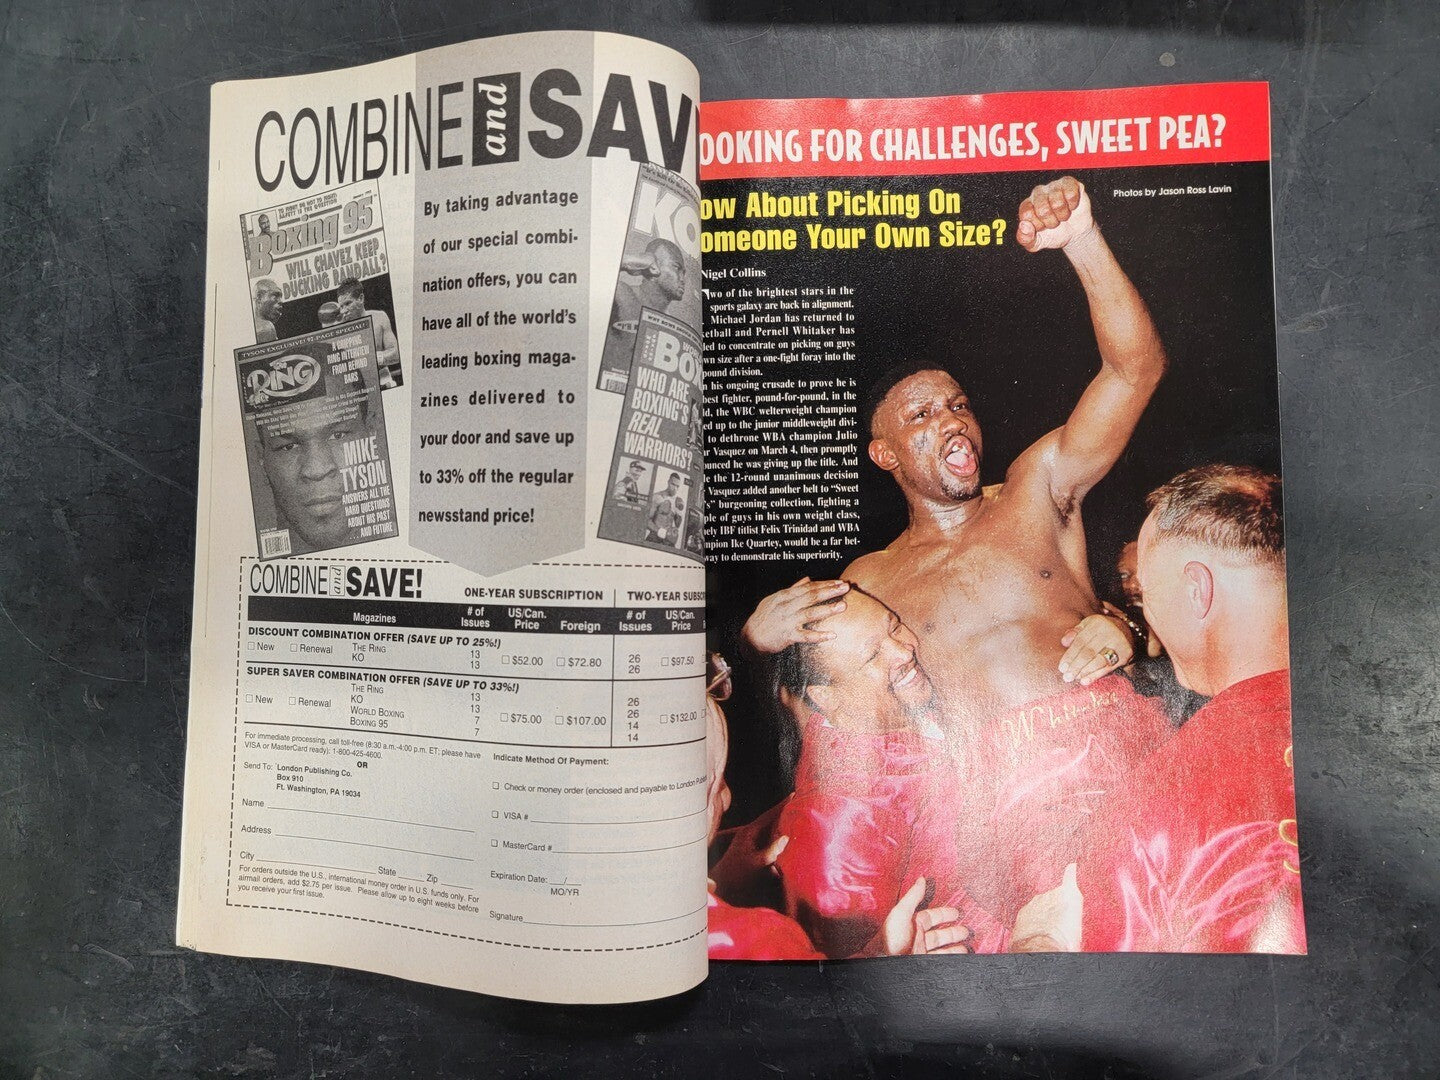 COMBINE and SAV
By taking advantage
of our special combi-
nation offers, you can
have all of the world's
leading boxing maga-
zines delivered to
your door and save up
to 33% off the regular
newsstand price!
Boxing 95
WILL CHAVEZ KEEP
DUCKING RANDALL?
TYSON EXCLUSIVE! 92-PAGE SPECIAL!
THE RING
A GRIPPING
RING INTERVIEW
FROM BEHIND
BARS
MIKE
TYSON
ANSWERS ALL THE
HARD QUESTIONS
ABOUT HIS PAST
... AND FUTURE
KO
BOX
WHO ARE
BOXING'S
REAL
WARRIORS?
COMBINE and SAVE!
ONE-YEAR SUBSCRIPTION TWO-YEAR SUBSC
Magazines # of Issues US/Can. Price Foreign # of Issues US/Can. Price
DISCOUNT COMBINATION OFFER (SAVE UP TO 25%!)
☐ New ☐ Renewal THE RING 13 ☐ $52.00 ☐ $72.80 26 ☐ $97.50
KO 13 26
SUPER SAVER COMBINATION OFFER (SAVE UP TO 33%!)
THE RING 13 26
☐ New ☐ Renewal KO 13 ☐ $75.00 ☐ $107.00 26 ☐ $132.00
WORLD BOXING 7 14
BOXING 95 7 14
For immediate processing, call toll-free (8:30 a.m.-4:00 p.m. ET; please have
VISA or MasterCard ready): 1-800-425-4600.
OR
Send To: London Publishing Co.
Box 910
Ft. Washington, PA 19034
Name
Address
City State Zip
For orders outside the U.S., international money order in U.S. funds only. For
airmail orders, add $2.75 per issue. Please allow up to eight weeks before
you receive your first issue.
Indicate Method Of Payment:
☐ Check or money order (enclosed and payable to London Publ
☐ VISA #
☐ MasterCard #
Expiration Date: /
MO/YR
Signature
OOKING FOR CHALLENGES, SWEET PEA?
ow About Picking On
omeone Your Own Size?
Photos by Jason Ross Lavin
Nigel Collins
Two of the brightest stars in the
sports galaxy are back in alignment.
Michael Jordan has returned to
ketball and Pernell Whitaker has
ded to concentrate on picking on guys
wn size after a one-fight foray into the
pound division.
n his ongoing crusade to prove he is
best fighter, pound-for-pound, in the
ld, the WBC welterweight champion
ed up to the junior middleweight divi-
to dethrone WBA champion Julio
r Vasquez on March 4, then promptly
ounced he was giving up the title. And
le the 12-round unanimous decision
r Vasquez added another belt to "Sweet
's" burgeoning collection, fighting a
ple of guys in his own weight class,
ely IBF titlist Felix Trinidad and WBA
mpion Ike Quartey, would be a far bet-
way to demonstrate his superiority.
Whitaker